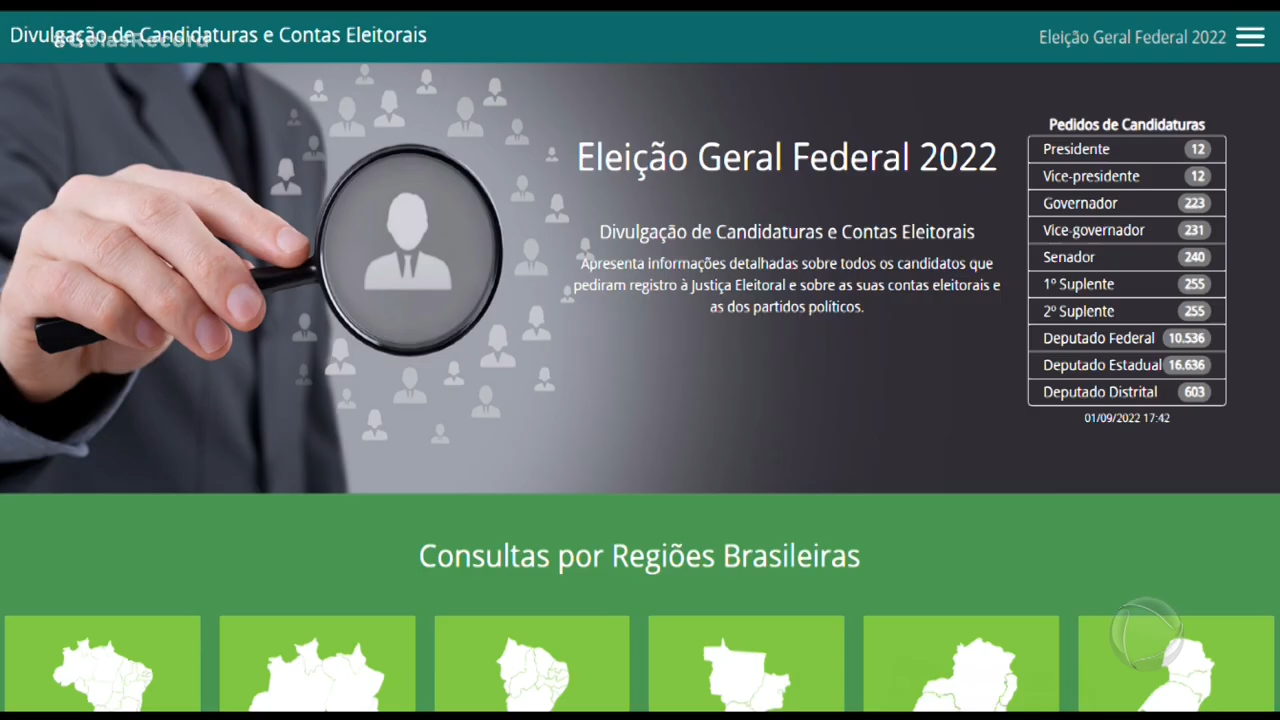 Divulgação de Candidaturas e Contas Eleitorais
#GoiásRecord
Eleição Geral Federal 2022
Eleição Geral Federal 2022
Divulgação de Candidaturas e Contas Eleitorais
Apresenta informações detalhadas sobre todos os candidatos que
pediram registro à Justiça Eleitoral e sobre as suas contas eleitorais e
as dos partidos políticos.
Pedidos de Candidaturas
Presidente 12
Vice-presidente 12
Governador 223
Vice-governador 231
Senador 240
1º Suplente 255
2º Suplente 255
Deputado Federal 10.536
Deputado Estadual 16.636
Deputado Distrital 603
01/09/2022 17:42
Consultas por Regiões Brasileiras